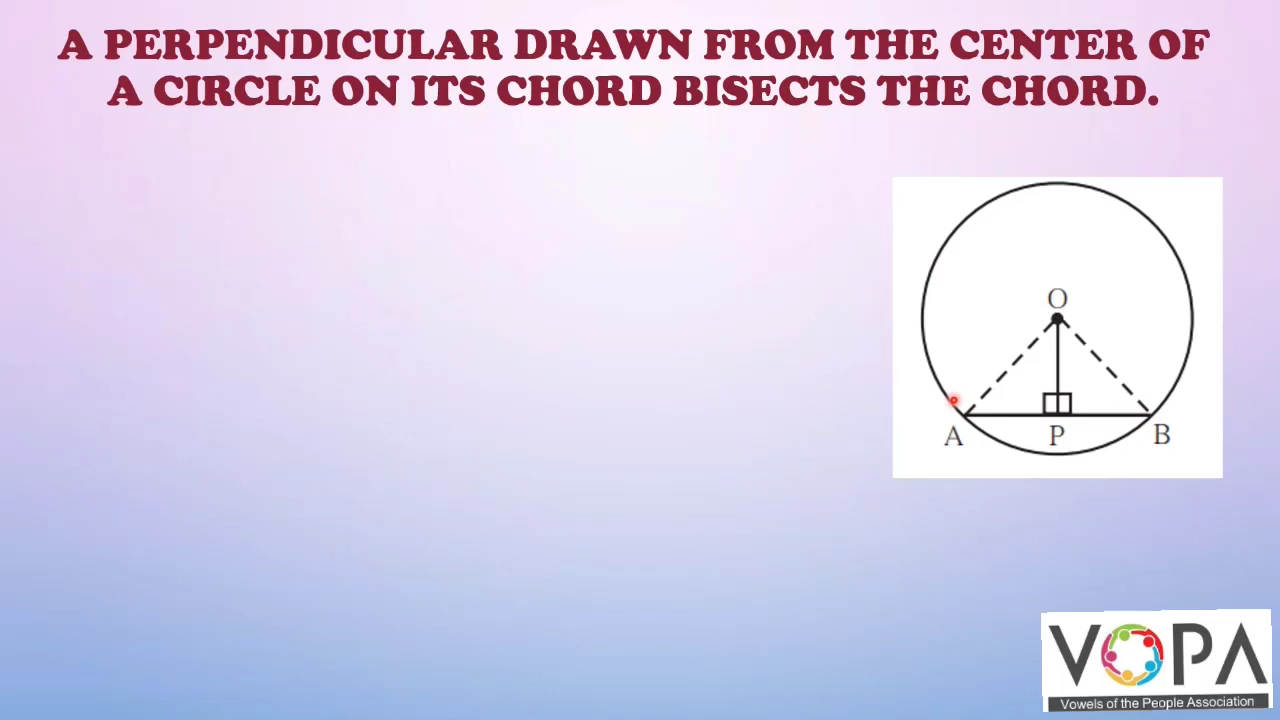 A PERPENDICULAR DRAWN FROM THE CENTER OF
A CIRCLE ON ITS CHORD BISECTS THE CHORD.
O
A P B
VOPA
Vowels of the People Association